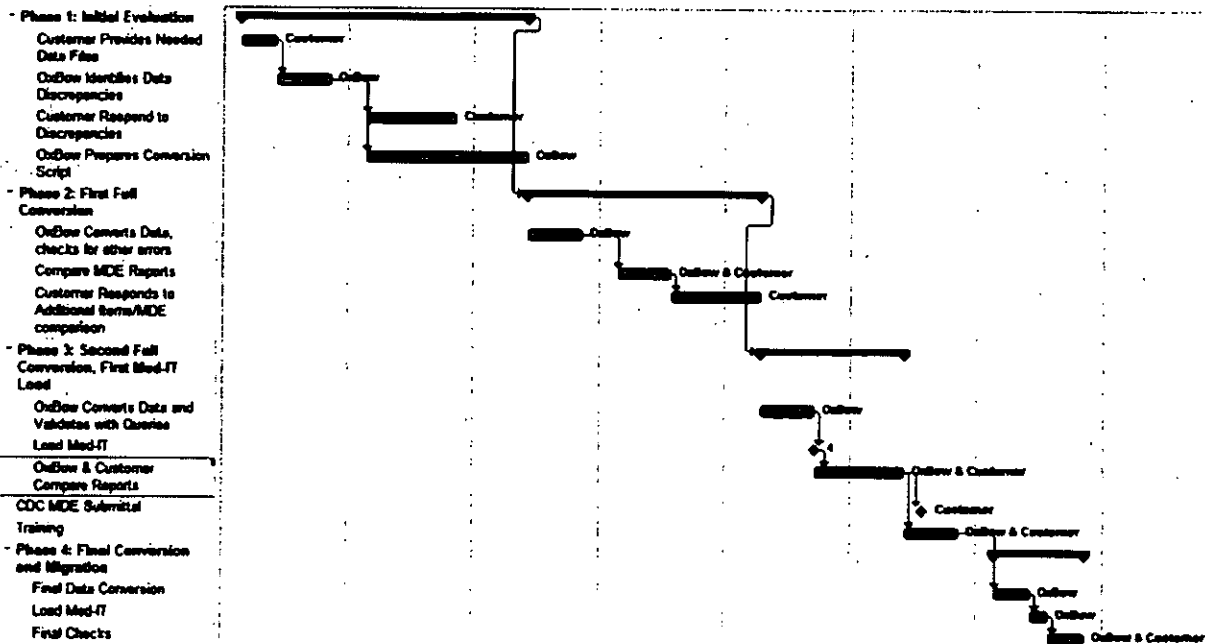 - Phase 1: Initial Evaluation
Customer Provides Needed
Data Files
Customer
OxBow Identifies Data
Discrepancies
OxBow
Customer Respond to
Discrepancies
Customer
OxBow Prepares Conversion
Script
OxBow
- Phase 2: First Full
Conversion
OxBow Converts Data,
checks for other errors
OxBow
Compare MDE Reports
OxBow & Customer
Customer Responds to
Additional Items/MDE
comparison
Customer
- Phase 3: Second Full
Conversion, First Med-IT
Load
OxBow Converts Data and
Validates with Queries
OxBow
Load Med-IT
4
OxBow & Customer
Compare Reports
OxBow & Customer
CDC MDE Submittal
Customer
Training
OxBow & Customer
- Phase 4: Final Conversion
and Migration
Final Data Conversion
OxBow
Load Med-IT
OxBow
Final Checks
OxBow & Customer